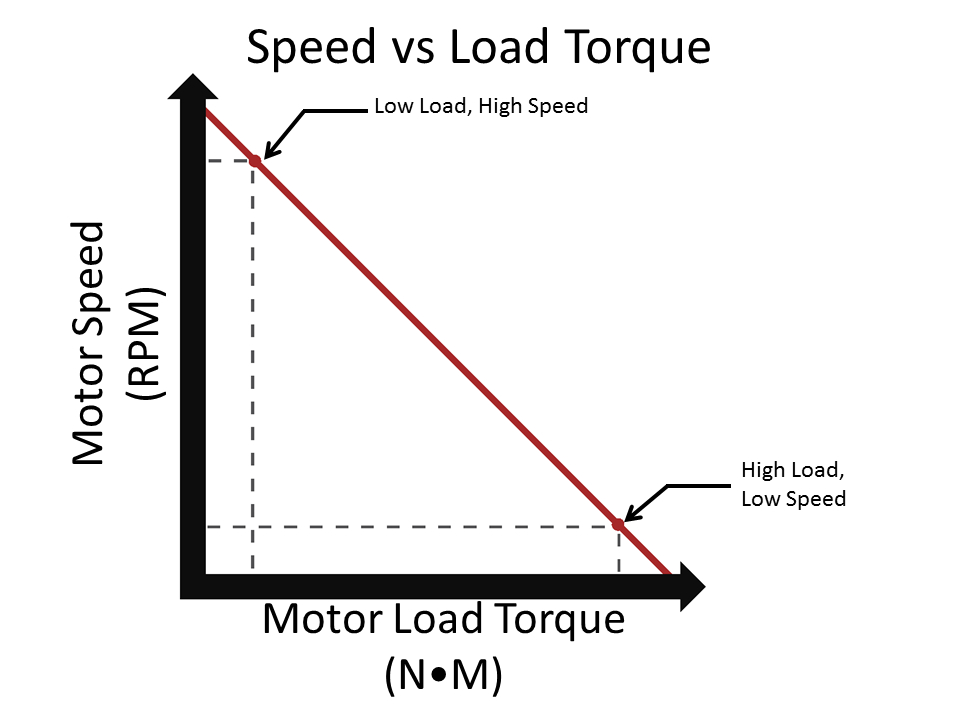 Speed vs Load Torque
Low Load, High Speed
Motor Speed
(RPM)
High Load,
Low Speed
Motor Load Torque
(N•M)